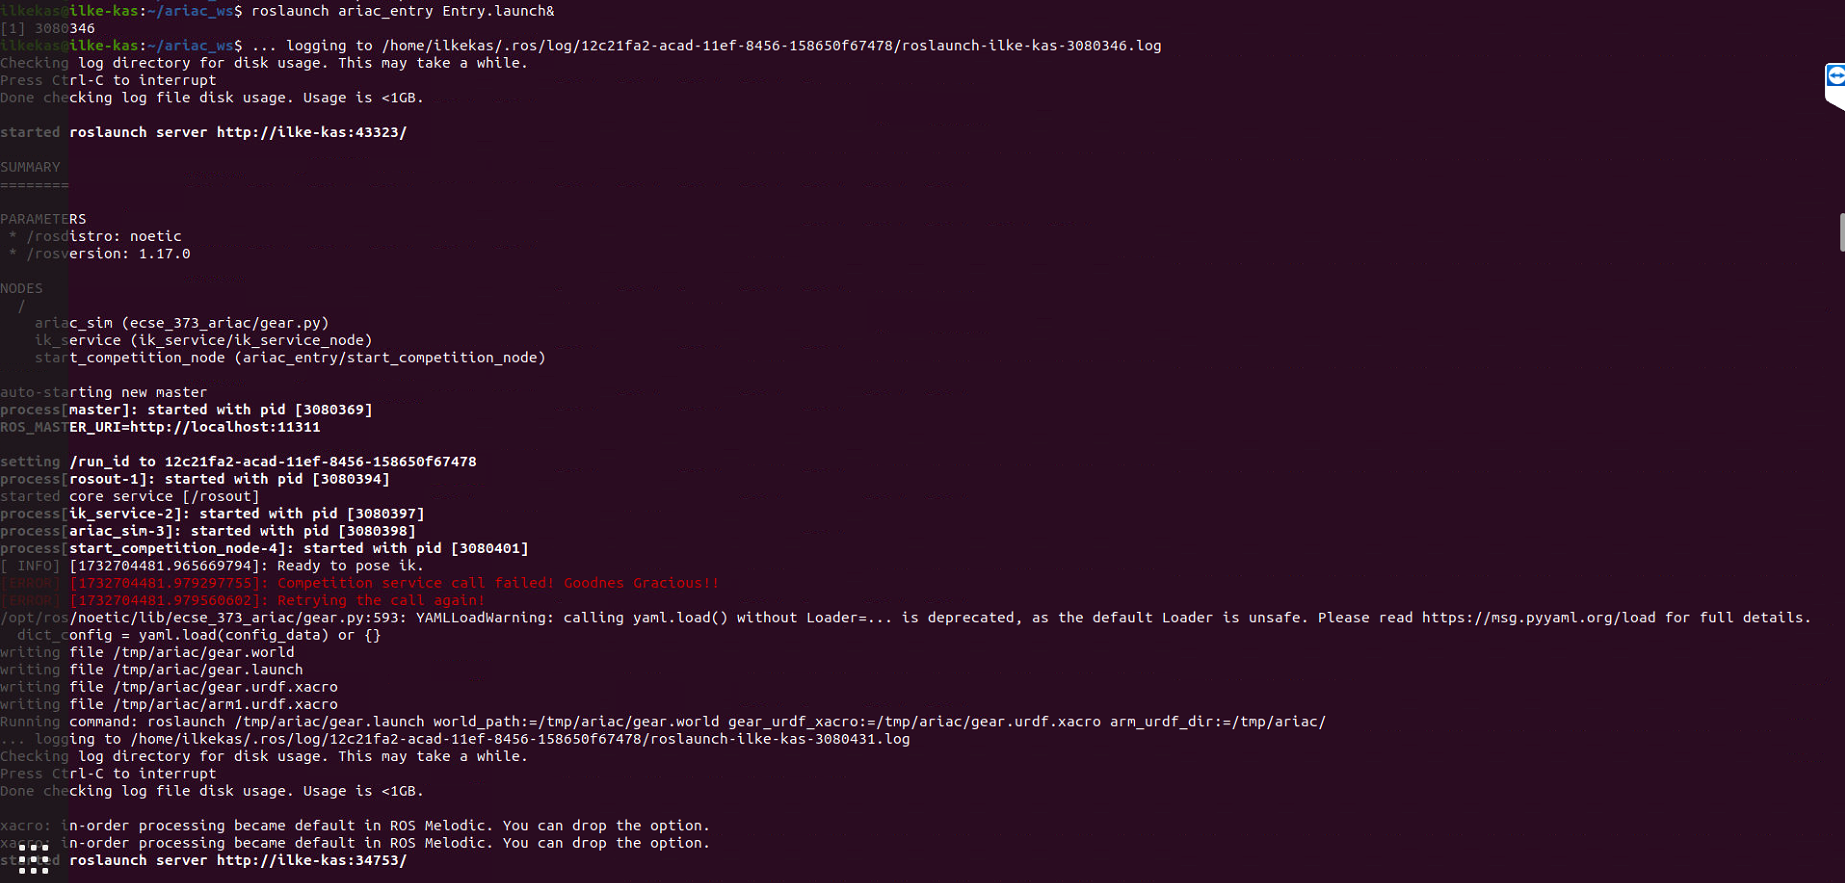 ilkekas@ilke-kas:~/ariac_ws$ roslaunch ariac_entry Entry.launch&
[1] 3080346
ilkekas@ilke-kas:~/ariac_ws$ ... logging to /home/ilkekas/.ros/log/12c21fa2-acad-11ef-8456-158650f67478/roslaunch-ilke-kas-3080346.log
Checking log directory for disk usage. This may take a while.
Press Ctrl-C to interrupt
Done checking log file disk usage. Usage is <1GB.
started roslaunch server http://ilke-kas:43323/
SUMMARY
========
PARAMETERS
 * /rosdistro: noetic
 * /rosversion: 1.17.0
NODES
  /
    ariac_sim (ecse_373_ariac/gear.py)
    ik_service (ik_service/ik_service_node)
    start_competition_node (ariac_entry/start_competition_node)
auto-starting new master
process[master]: started with pid [3080369]
ROS_MASTER_URI=http://localhost:11311
setting /run_id to 12c21fa2-acad-11ef-8456-158650f67478
process[rosout-1]: started with pid [3080394]
started core service [/rosout]
process[ik_service-2]: started with pid [3080397]
process[ariac_sim-3]: started with pid [3080398]
process[start_competition_node-4]: started with pid [3080401]
[ INFO] [1732704481.965669794]: Ready to pose ik.
[ERROR] [1732704481.979297755]: Competition service call failed! Goodnes Gracious!!
[ERROR] [1732704481.979560602]: Retrying the call again!
/opt/ros/noetic/lib/ecse_373_ariac/gear.py:593: YAMLLoadWarning: calling yaml.load() without Loader=... is deprecated, as the default Loader is unsafe. Please read https://msg.pyyaml.org/load for full details.
  dict_config = yaml.load(config_data) or {}
writing file /tmp/ariac/gear.world
writing file /tmp/ariac/gear.launch
writing file /tmp/ariac/gear.urdf.xacro
writing file /tmp/ariac/arm1.urdf.xacro
Running command: roslaunch /tmp/ariac/gear.launch world_path:=/tmp/ariac/gear.world gear_urdf_xacro:=/tmp/ariac/gear.urdf.xacro arm_urdf_dir:=/tmp/ariac/
... logging to /home/ilkekas/.ros/log/12c21fa2-acad-11ef-8456-158650f67478/roslaunch-ilke-kas-3080431.log
Checking log directory for disk usage. This may take a while.
Press Ctrl-C to interrupt
Done checking log file disk usage. Usage is <1GB.
xacro: in-order processing became default in ROS Melodic. You can drop the option.
xacro: in-order processing became default in ROS Melodic. You can drop the option.
started roslaunch server http://ilke-kas:34753/